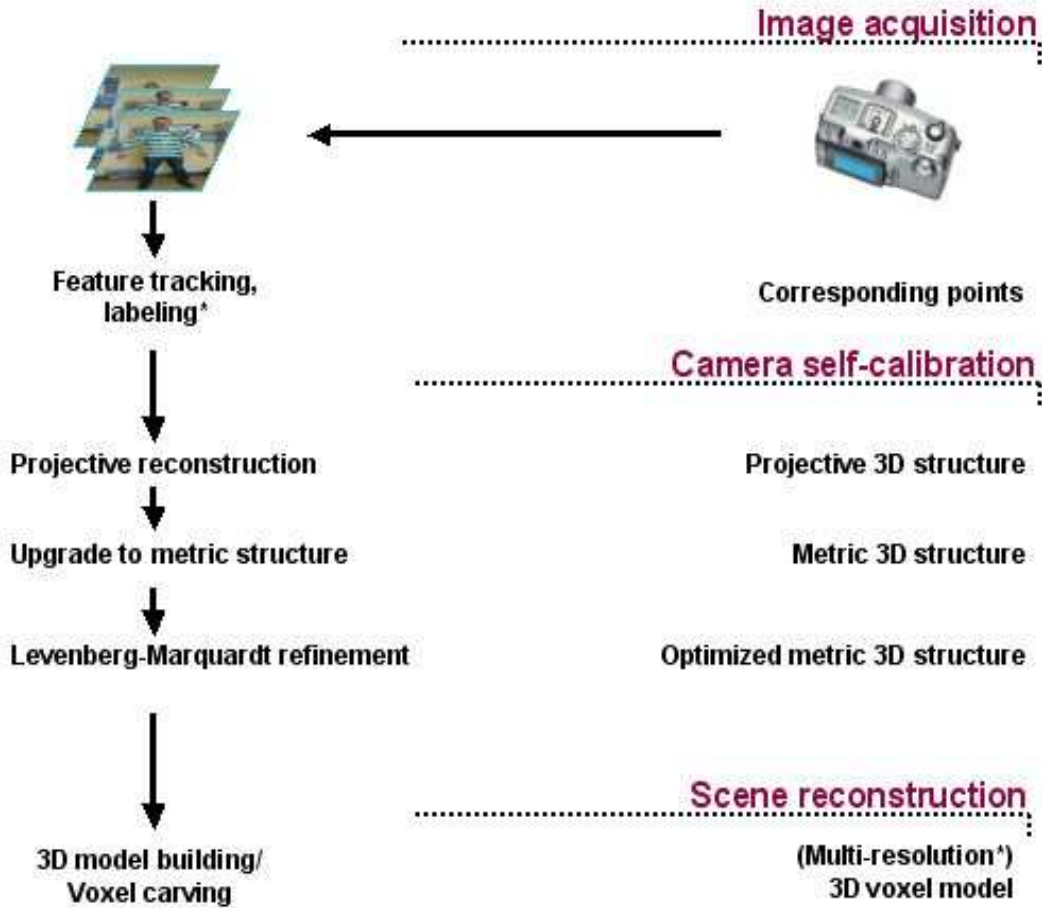 Image acquisition
Feature tracking,
labeling*
Corresponding points
Camera self-calibration
Projective reconstruction
Projective 3D structure
Upgrade to metric structure
Metric 3D structure
Levenberg-Marquardt refinement
Optimized metric 3D structure
Scene reconstruction
3D model building/
Voxel carving
(Multi-resolution*)
3D voxel model